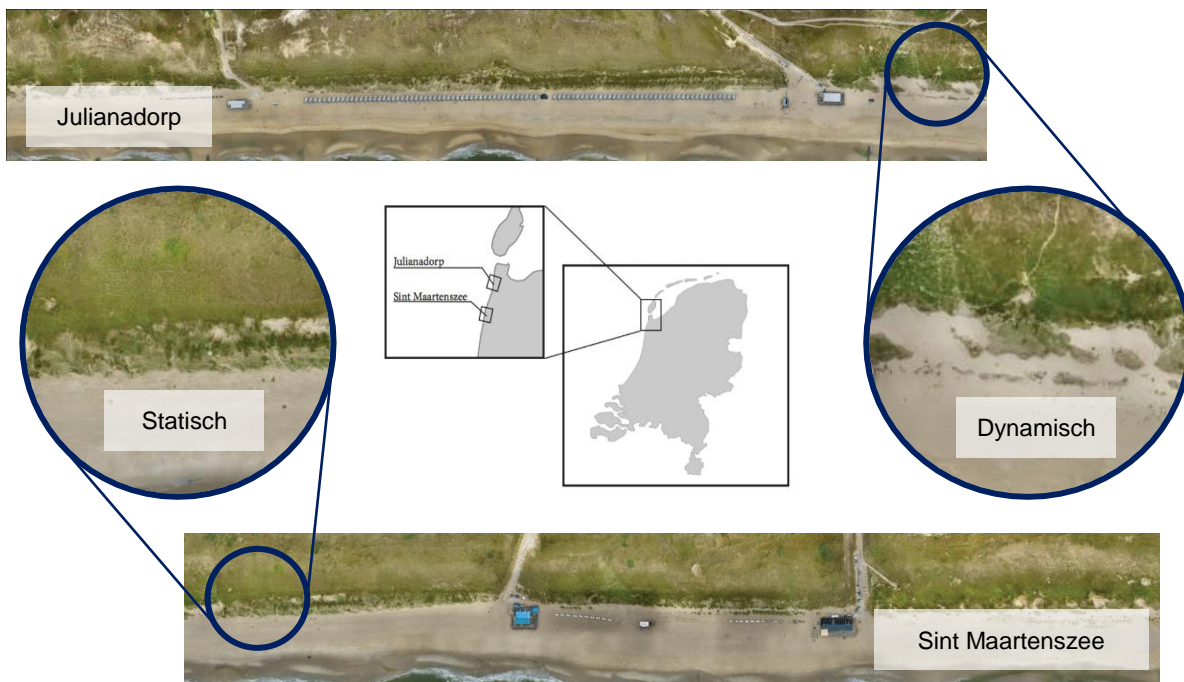 Julianadorp
Julianadorp
Sint Maartenszee
Statisch
Dynamisch
Sint Maartenszee